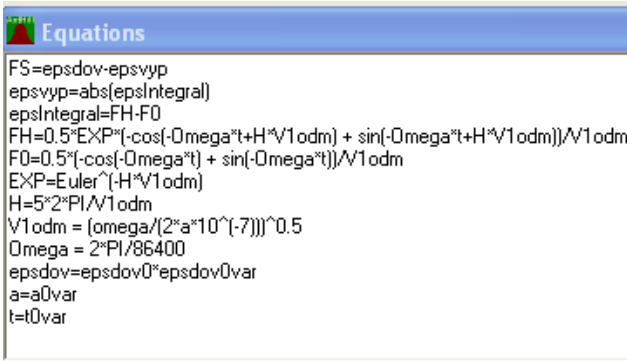 Equations
FS=epsdov-epsvyp
epsvyp=abs(epsIntegral)
epsIntegral=FH-F0
FH=0.5*EXP*(-cos(-Omega*t+H*V1odm) + sin(-Omega*t+H*V1odm))/V1odm
F0=0.5*(-cos(-Omega*t) + sin(-Omega*t))/V1odm
EXP=Euler^(-H*V1odm)
H=5*2*PI/V1odm
V1odm = (omega/(2*a*10^(-7)))^0.5
Omega = 2*PI/86400
epsdov=epsdov0*epsdov0var
a=a0var
t=t0var